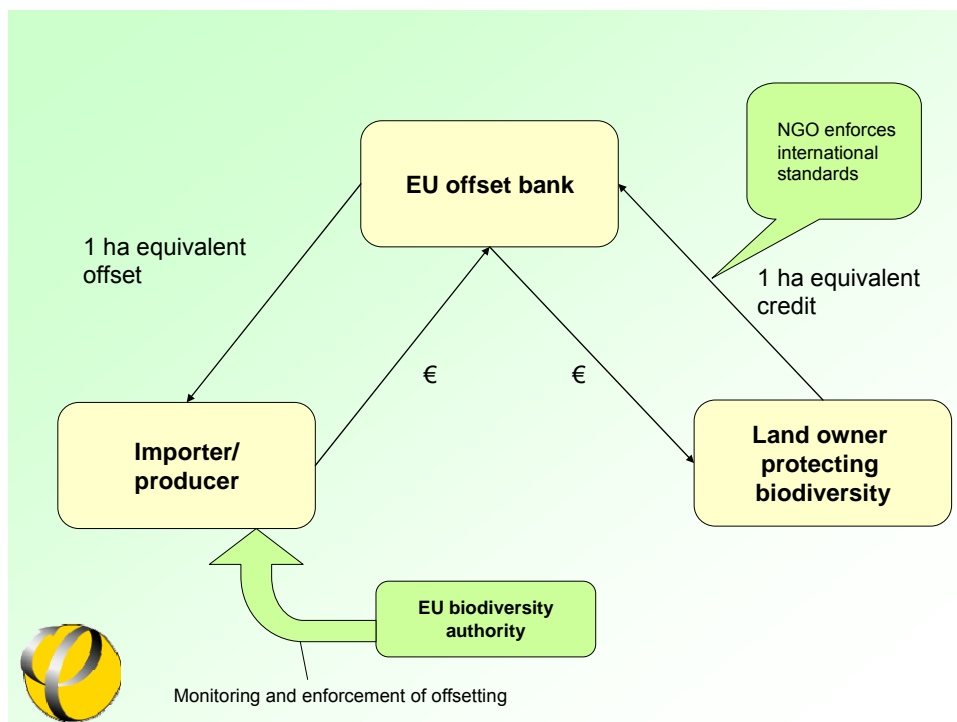 NGO enforces
international
standards
EU offset bank
1 ha equivalent
offset
1 ha equivalent
credit
€
€
Importer/
producer
Land owner
protecting
biodiversity
EU biodiversity
authority
Monitoring and enforcement of offsetting